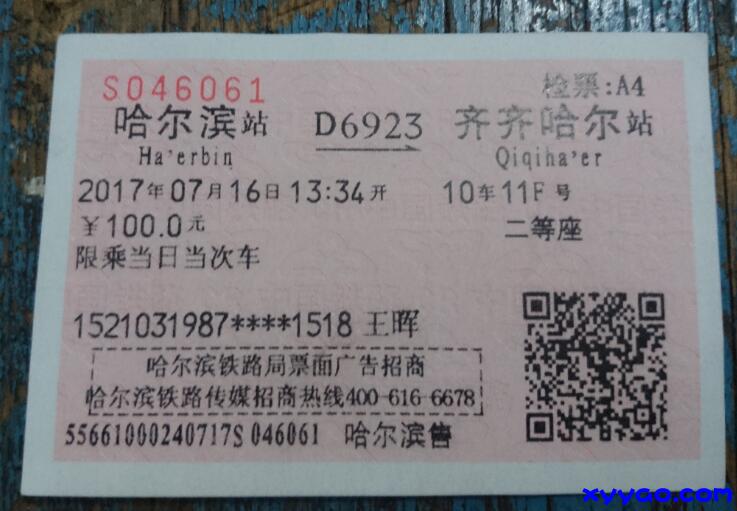 S046061 检票:A4
哈尔滨站 D6923 齐齐哈尔站
Ha'erbin Qiqiha'er
2017年07月16日13:34开 10车11F号
¥100.0元 二等座
限乘当日当次车
1521031987****1518 王晖
哈尔滨铁路局票面广告招商
哈尔滨铁路传媒招商热线400-616-6678
55661000240717S046061 哈尔滨售
xyyGo.com